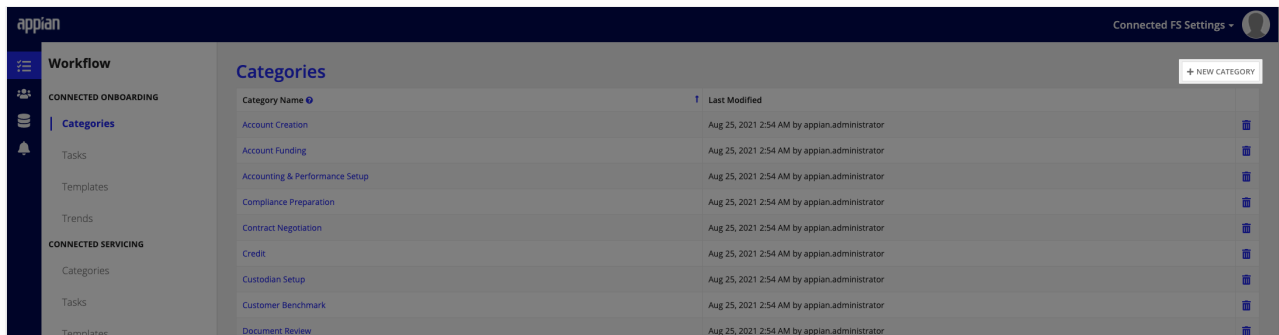 appian
Connected FS Settings
Workflow
CONNECTED ONBOARDING
Categories
Tasks
Templates
Trends
CONNECTED SERVICING
Categories
Tasks
Templates
Categories
+ NEW CATEGORY
Category Name ? ↑ Last Modified
Account Creation Aug 25, 2021 2:54 AM by appian.administrator
Account Funding Aug 25, 2021 2:54 AM by appian.administrator
Accounting & Performance Setup Aug 25, 2021 2:54 AM by appian.administrator
Compliance Preparation Aug 25, 2021 2:54 AM by appian.administrator
Contract Negotiation Aug 25, 2021 2:54 AM by appian.administrator
Credit Aug 25, 2021 2:54 AM by appian.administrator
Custodian Setup Aug 25, 2021 2:54 AM by appian.administrator
Customer Benchmark Aug 25, 2021 2:54 AM by appian.administrator
Document Review Aug 25, 2021 2:54 AM by appian.administrator